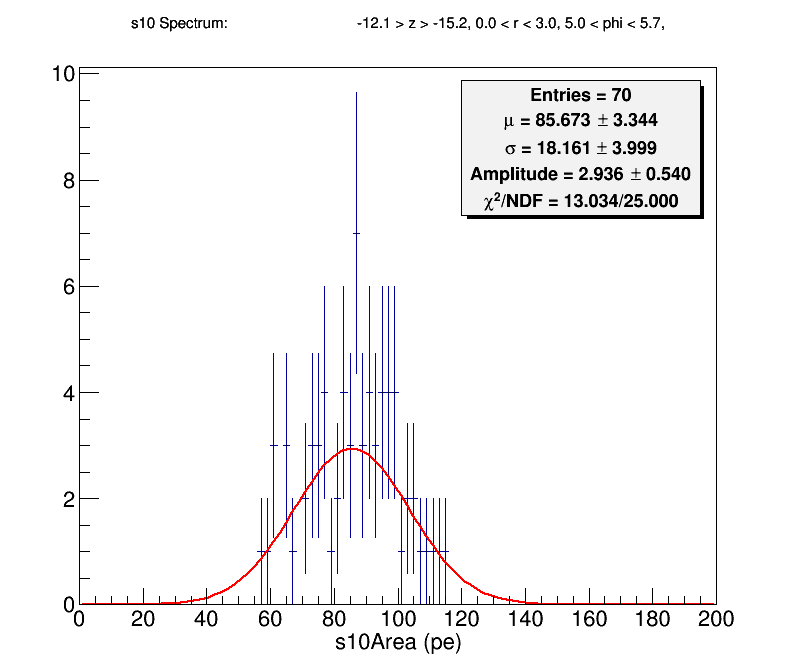 s10 Spectrum: -12.1 > z > -15.2, 0.0 < r < 3.0, 5.0 < phi < 5.7,
10
Entries = 70
μ = 85.673 ± 3.344
σ = 18.161 ± 3.999
Amplitude = 2.936 ± 0.540
χ²/NDF = 13.034/25.000
8
6
4
2
0
0 20 40 60 80 100 120 140 160 180 200
s10Area (pe)